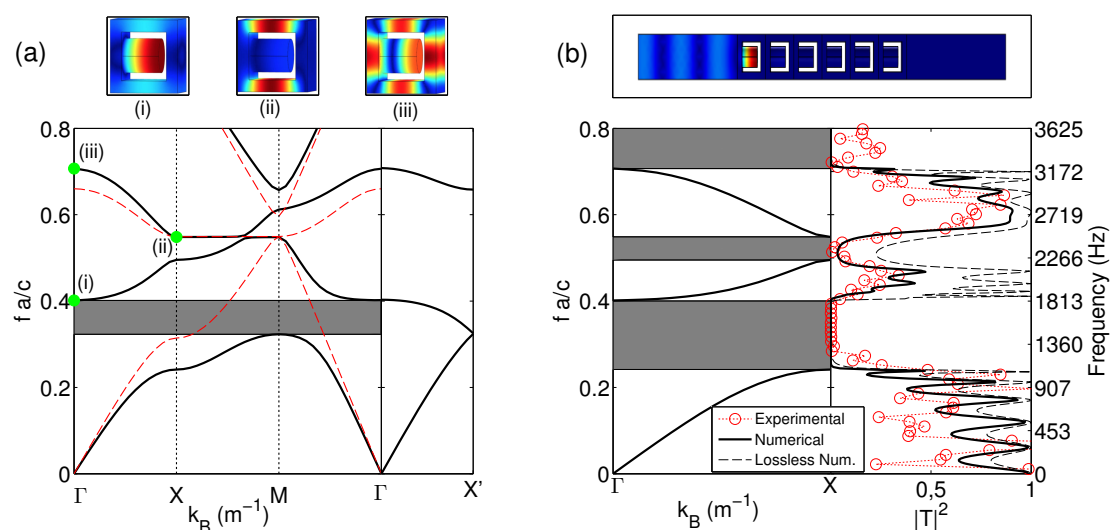 (a)
(i)
(ii)
(iii)
0.8
0.6
0.4
0.2
0
f a/c
(iii)
(ii)
(i)
Γ
X
M
Γ
X'
k_B (m⁻¹)
(b)
0.8
0.6
0.4
0.2
0
f a/c
Γ
X
k_B (m⁻¹)
Experimental
Numerical
Lossless Num.
0,5
1
|T|²
3625
3172
2719
2266
1813
1360
907
453
0
Frequency (Hz)